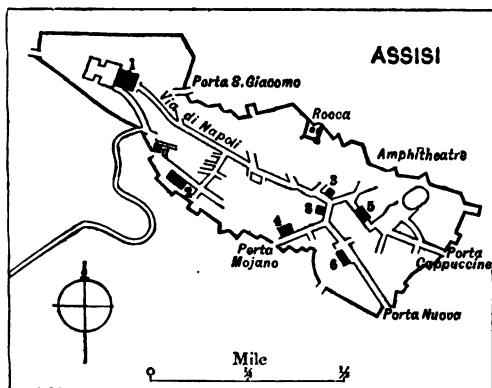 ASSISI
1
Porta S. Giacomo
Via di Napoli
Rocca
Amphitheatre
2
3
8
5
4
6
Porta
Mojano
Porta
Cappuccine
Porta Nuova
Mile
0
¼
½